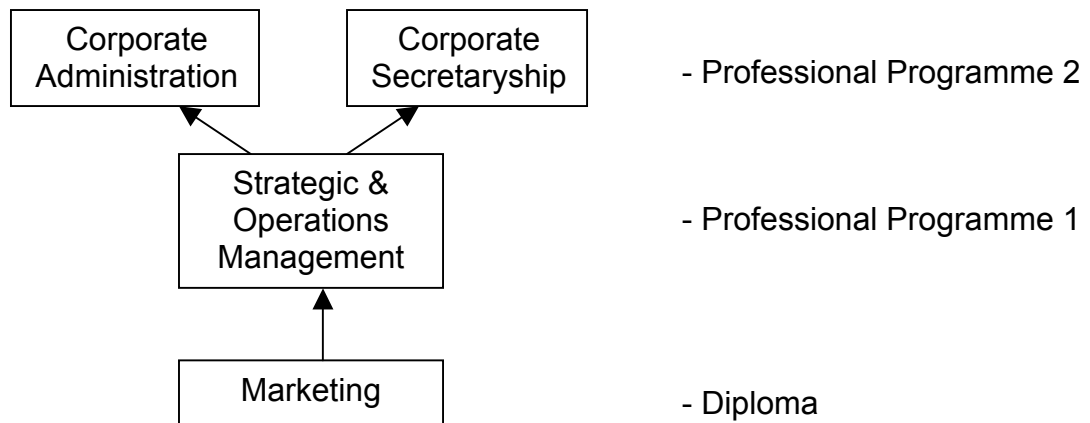 Corporate
Administration
Corporate
Secretaryship
- Professional Programme 2
Strategic &
Operations
Management
- Professional Programme 1
Marketing
- Diploma